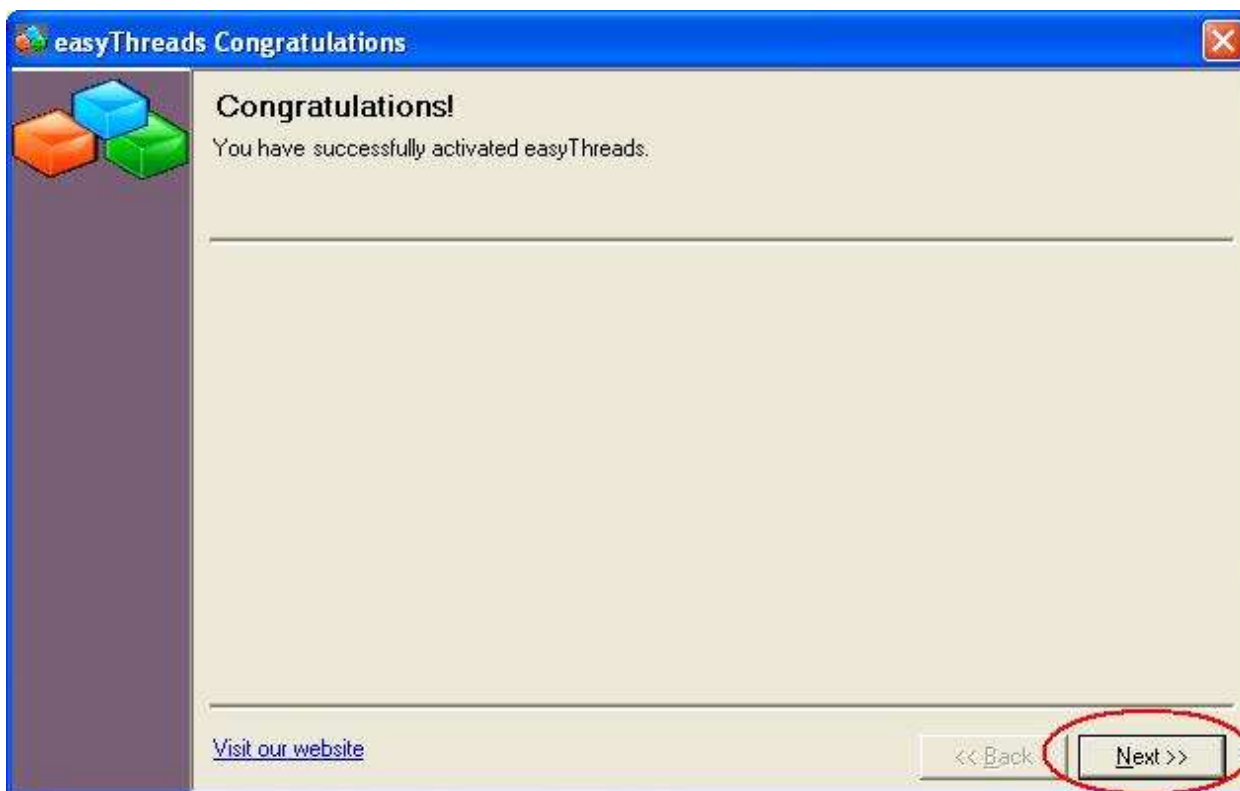 easyThreads Congratulations
Congratulations!
You have successfully activated easyThreads.
Visit our website
<< Back
Next >>